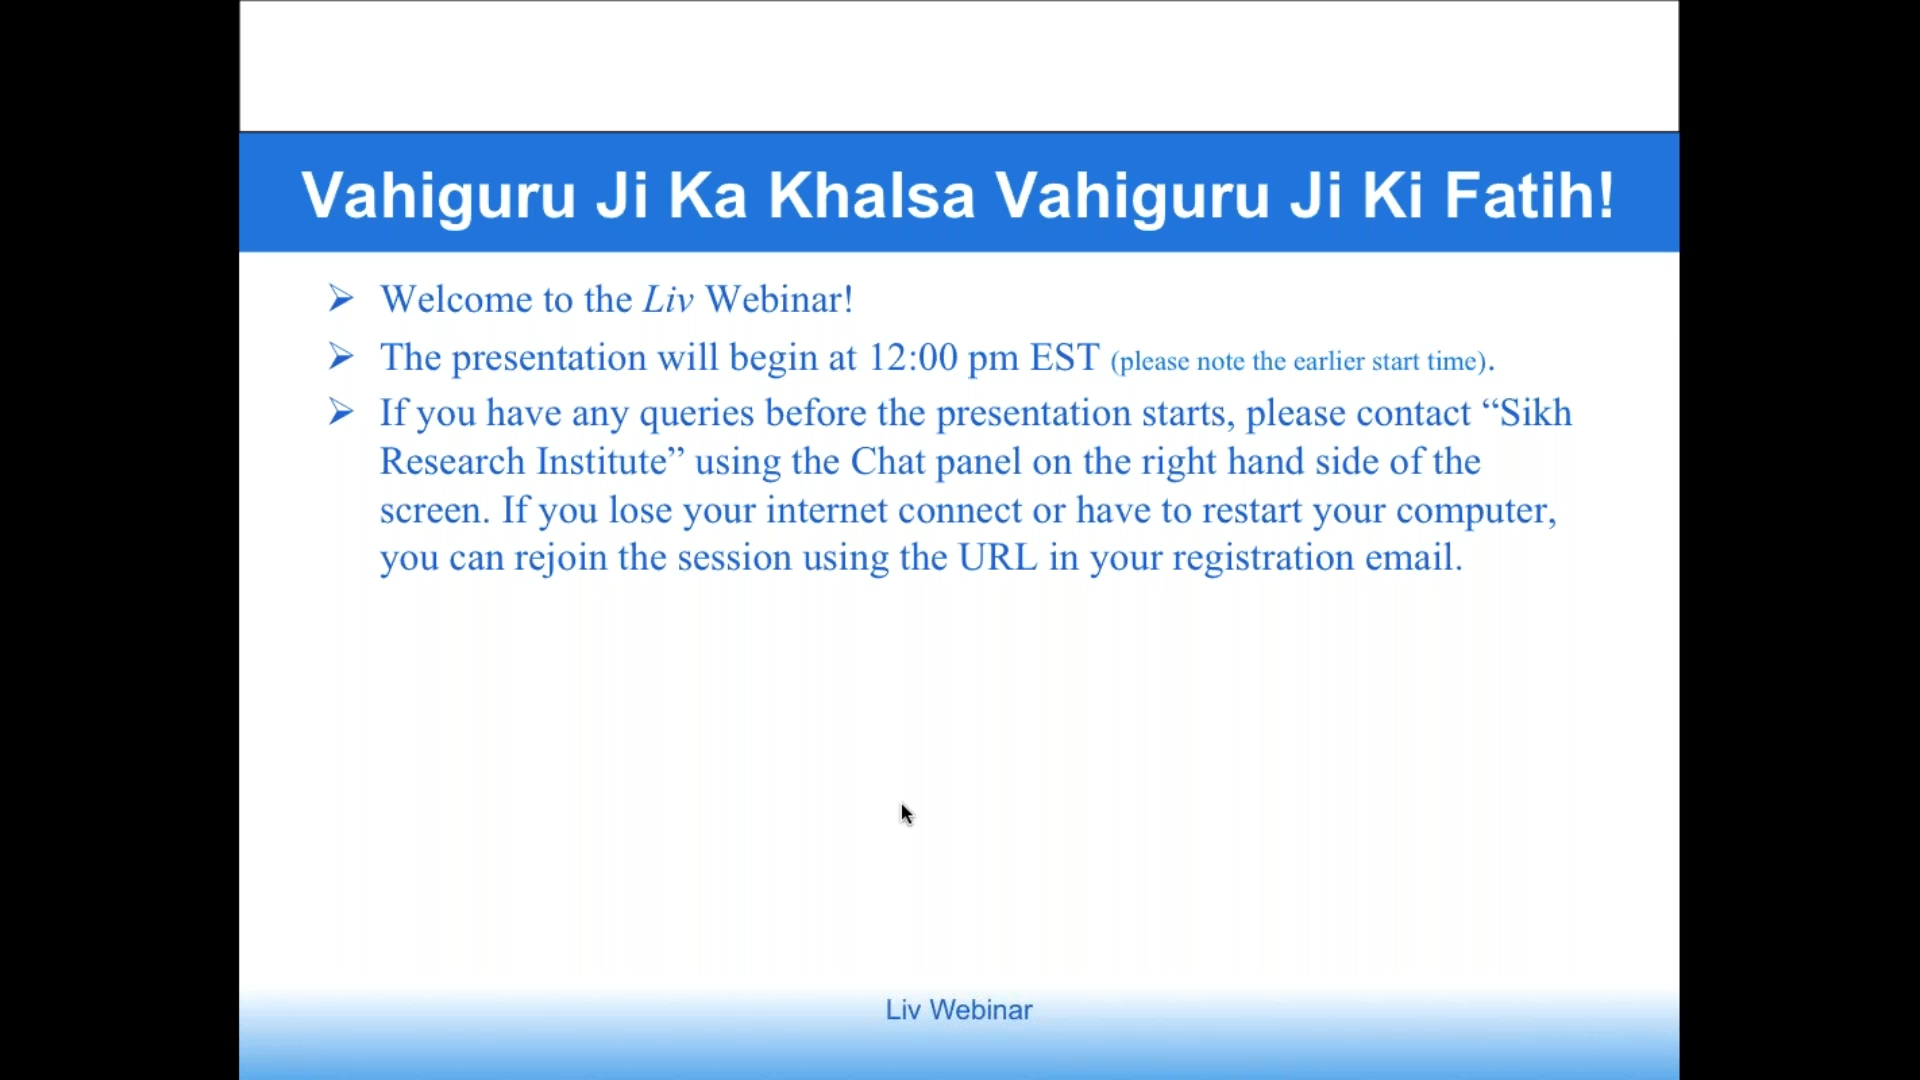 Vahiguru Ji Ka Khalsa Vahiguru Ji Ki Fatih!
➢ Welcome to the Liv Webinar!
➢ The presentation will begin at 12:00 pm EST (please note the earlier start time).
➢ If you have any queries before the presentation starts, please contact “Sikh
Research Institute” using the Chat panel on the right hand side of the
screen. If you lose your internet connect or have to restart your computer,
you can rejoin the session using the URL in your registration email.
Liv Webinar